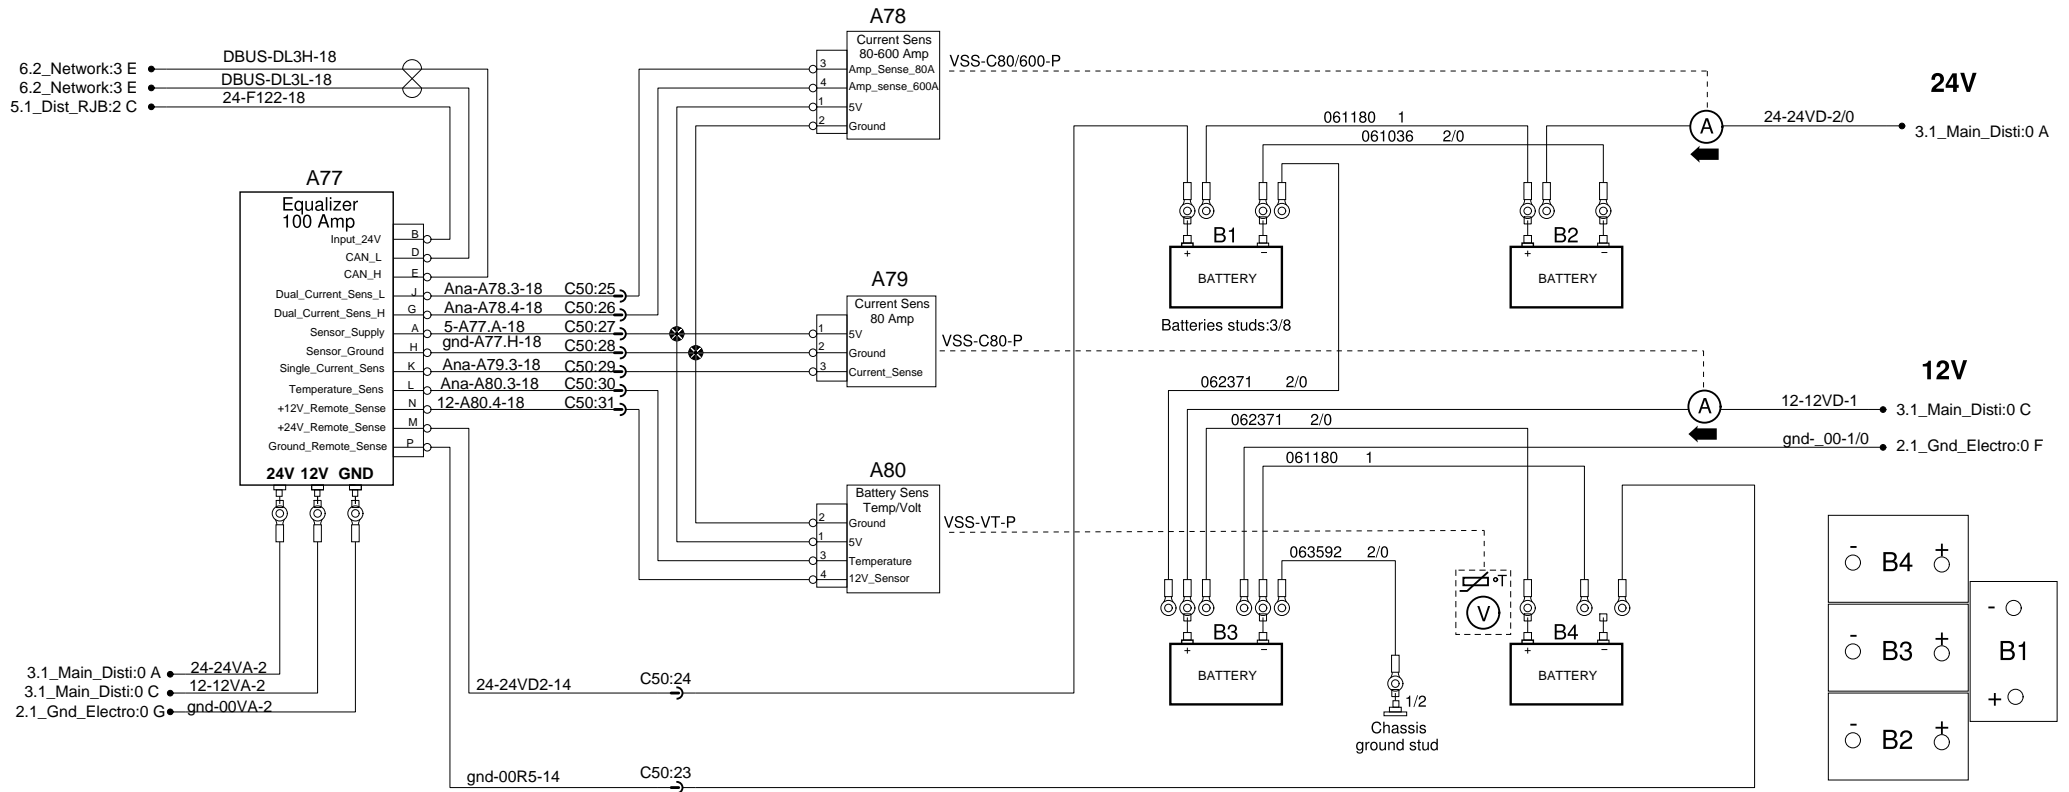 A78
Current Sens
80-600 Amp
3 Amp_Sense_80A
4 Amp_sense_600A
1 5V
2 Ground
VSS-C80/600-P
DBUS-DL3H-18
6.2_Network:3 E
DBUS-DL3L-18
6.2_Network:3 E
24-F122-18
5.1_Dist_RJB:2 C
24V
A
24-24VD-2/0
3.1_Main_Disti:0 A
061180 1
061036 2/0
A77
Equalizer
100 Amp
Input_24V B
CAN_L D
CAN_H E
Dual_Current_Sens_L J Ana-A78.3-18 C50:25
Dual_Current_Sens_H G Ana-A78.4-18 C50:26
Sensor_Supply A 5-A77.A-18 C50:27
Sensor_Ground H gnd-A77.H-18 C50:28
Single_Current_Sens K Ana-A79.3-18 C50:29
Temperature_Sens L Ana-A80.3-18 C50:30
+12V_Remote_Sense N 12-A80.4-18 C50:31
+24V_Remote_Sense M
Ground_Remote_Sense P
24V 12V GND
B1
+ -
BATTERY
B2
+ -
BATTERY
Batteries studs:3/8
A79
Current Sens
80 Amp
1 5V
2 Ground
3 Current_Sense
VSS-C80-P
12V
A
12-12VD-1
3.1_Main_Disti:0 C
gnd-_00-1/0
2.1_Gnd_Electro:0 F
062371 2/0
062371 2/0
061180 1
A80
Battery Sens
Temp/Volt
2 Ground
1 5V
3 Temperature
4 12V_Sensor
VSS-VT-P
063592 2/0
°T
V
B3
+ -
BATTERY
B4
+ -
BATTERY
1/2
Chassis
ground stud
- B4 +
- B3 +
- B2 +
-
B1
+
3.1_Main_Disti:0 A 24-24VA-2
3.1_Main_Disti:0 C 12-12VA-2
2.1_Gnd_Electro:0 G gnd-00VA-2
24-24VD2-14 C50:24
gnd-00R5-14 C50:23